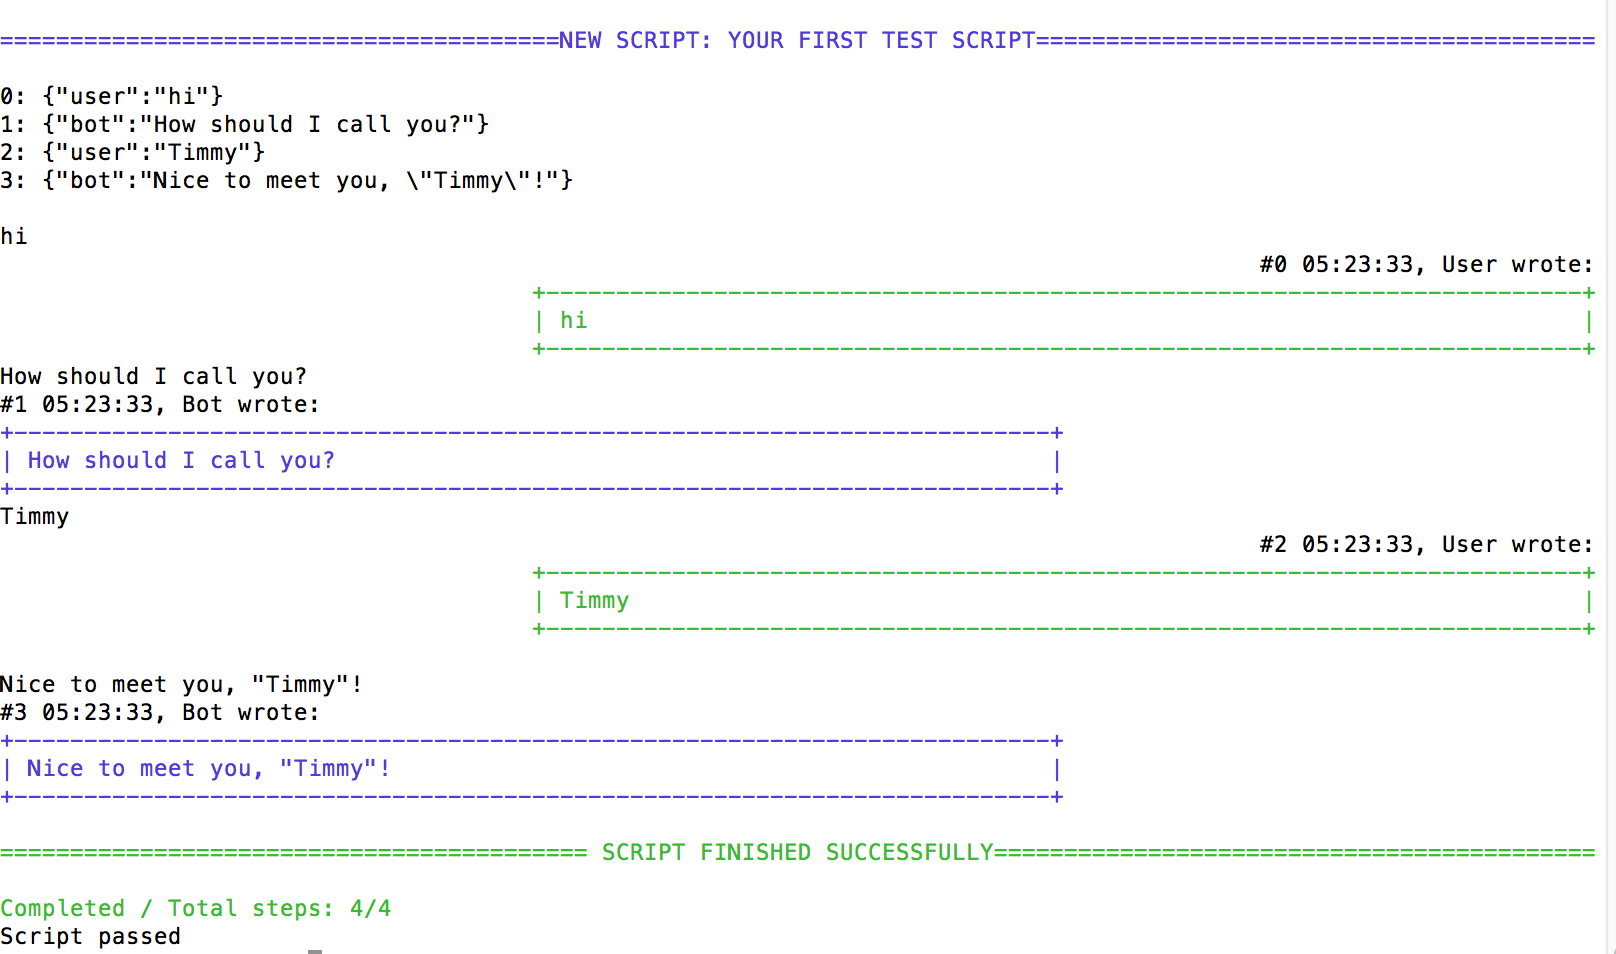 ========================================NEW SCRIPT: YOUR FIRST TEST SCRIPT========================================
0: {"user":"hi"}
1: {"bot":"How should I call you?"}
2: {"user":"Timmy"}
3: {"bot":"Nice to meet you, \"Timmy\"!"}
hi
#0 05:23:33, User wrote:
+--------------------------------------------------------------------------+
| hi |
+--------------------------------------------------------------------------+
How should I call you?
#1 05:23:33, Bot wrote:
+--------------------------------------------------------------------------+
| How should I call you? |
+--------------------------------------------------------------------------+
Timmy
#2 05:23:33, User wrote:
+--------------------------------------------------------------------------+
| Timmy |
+--------------------------------------------------------------------------+
Nice to meet you, "Timmy"!
#3 05:23:33, Bot wrote:
+--------------------------------------------------------------------------+
| Nice to meet you, "Timmy"! |
+--------------------------------------------------------------------------+
========================================== SCRIPT FINISHED SUCCESSFULLY===========================================
Completed / Total steps: 4/4
Script passed